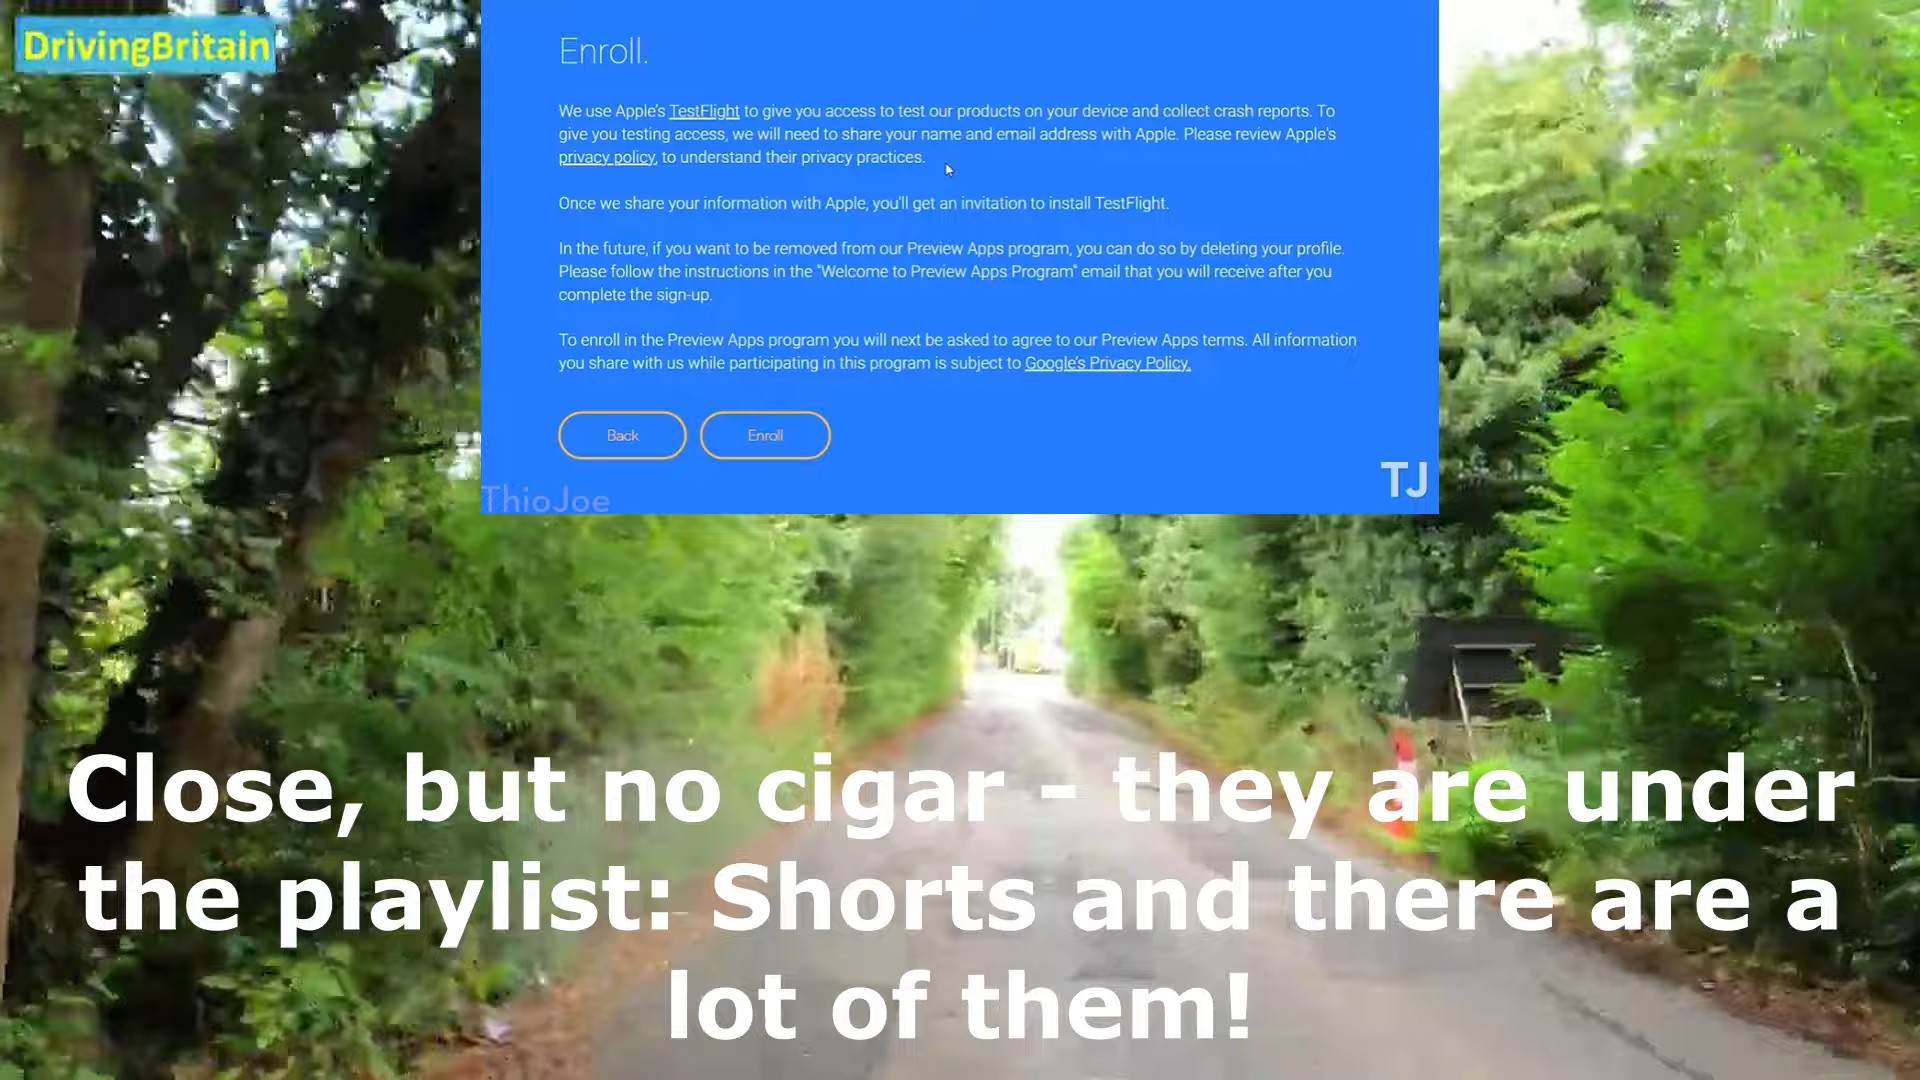 DrivingBritain
Enroll.
We use Apple's TestFlight to give you access to test our products on your device and collect crash reports. To
give you testing access, we will need to share your name and email address with Apple. Please review Apple's
privacy policy, to understand their privacy practices.
Once we share your information with Apple, you'll get an invitation to install TestFlight.
In the future, if you want to be removed from our Preview Apps program, you can do so by deleting your profile.
Please follow the instructions in the "Welcome to Preview Apps Program" email that you will receive after you
complete the sign-up.
To enroll in the Preview Apps program you will next be asked to agree to our Preview Apps terms. All information
you share with us while participating in this program is subject to Google's Privacy Policy.
Back Enroll
TJ
ThioJoe
Close, but no cigar - they are under
the playlist: Shorts and there are a
lot of them!